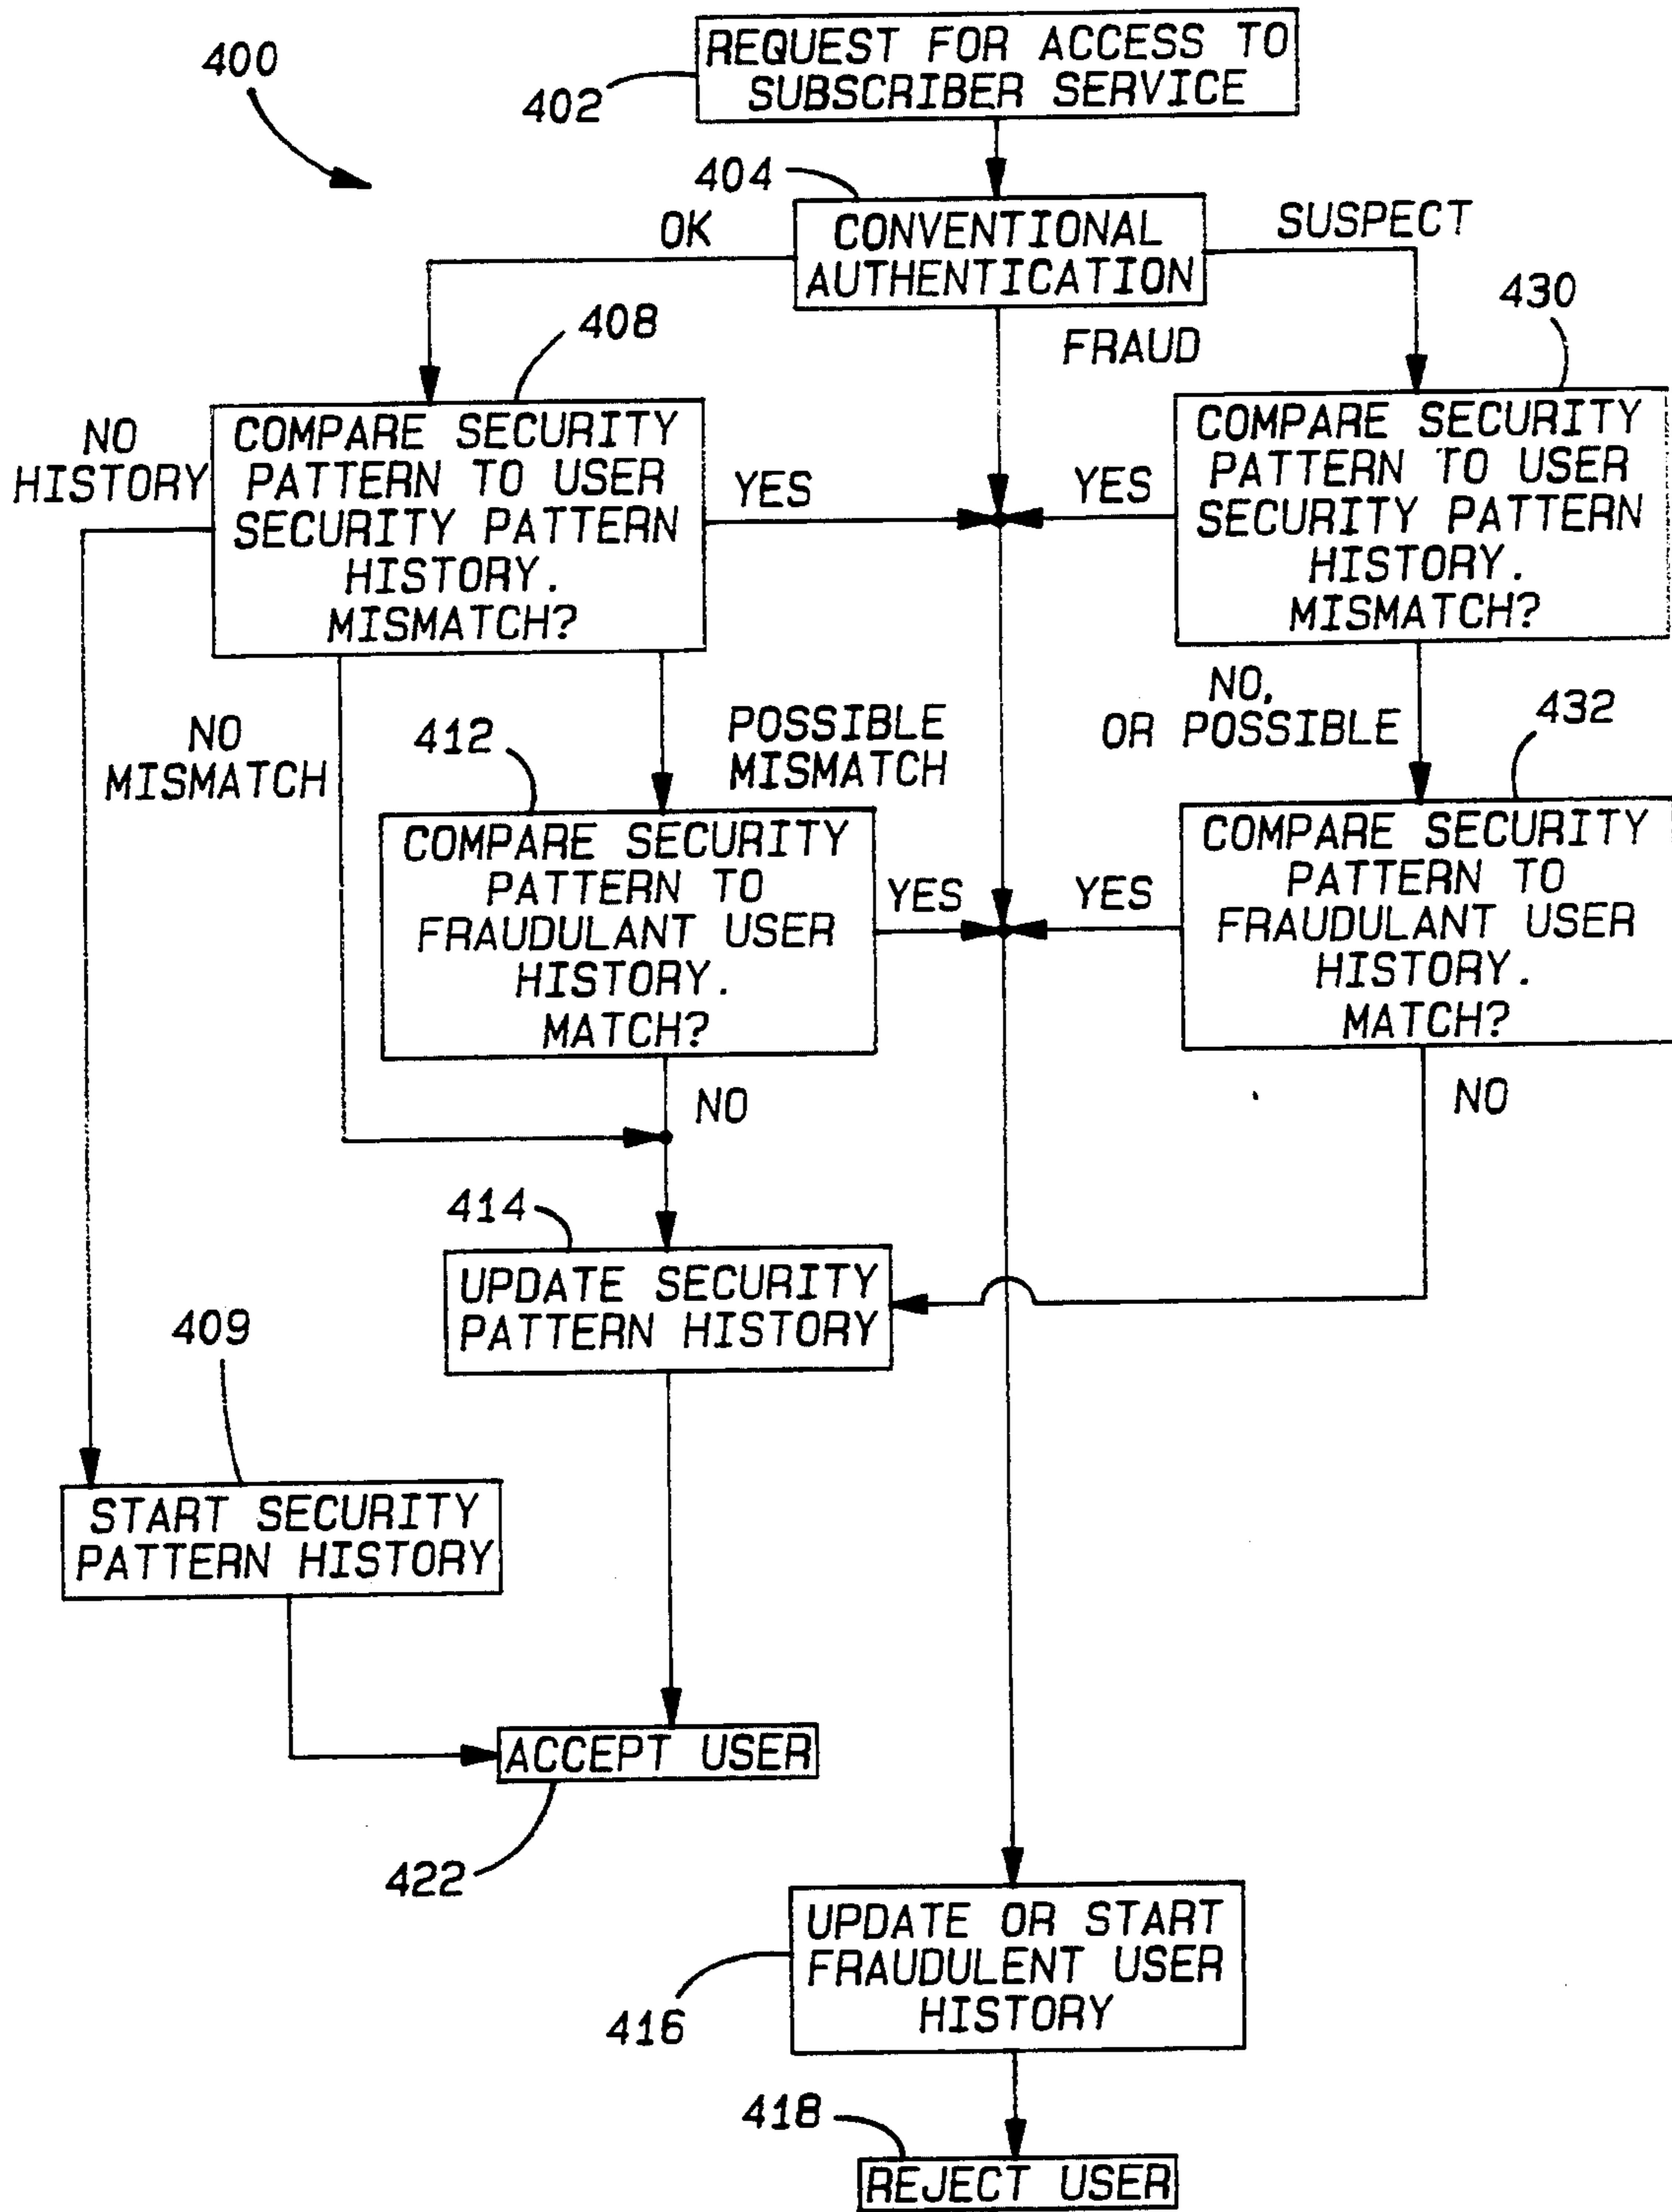 400
REQUEST FOR ACCESS TO
SUBSCRIBER SERVICE
402
404
CONVENTIONAL
AUTHENTICATION
OK
SUSPECT
FRAUD
408
430
NO
HISTORY
COMPARE SECURITY
PATTERN TO USER
SECURITY PATTERN
HISTORY.
MISMATCH?
YES
YES
COMPARE SECURITY
PATTERN TO USER
SECURITY PATTERN
HISTORY.
MISMATCH?
NO
MISMATCH
412
POSSIBLE
MISMATCH
NO,
OR POSSIBLE
432
COMPARE SECURITY
PATTERN TO
FRAUDULANT USER
HISTORY.
MATCH?
YES
YES
COMPARE SECURITY
PATTERN TO
FRAUDULANT USER
HISTORY.
MATCH?
NO
NO
414
UPDATE SECURITY
PATTERN HISTORY
409
START SECURITY
PATTERN HISTORY
ACCEPT USER
422
UPDATE OR START
FRAUDULENT USER
HISTORY
416
418
REJECT USER